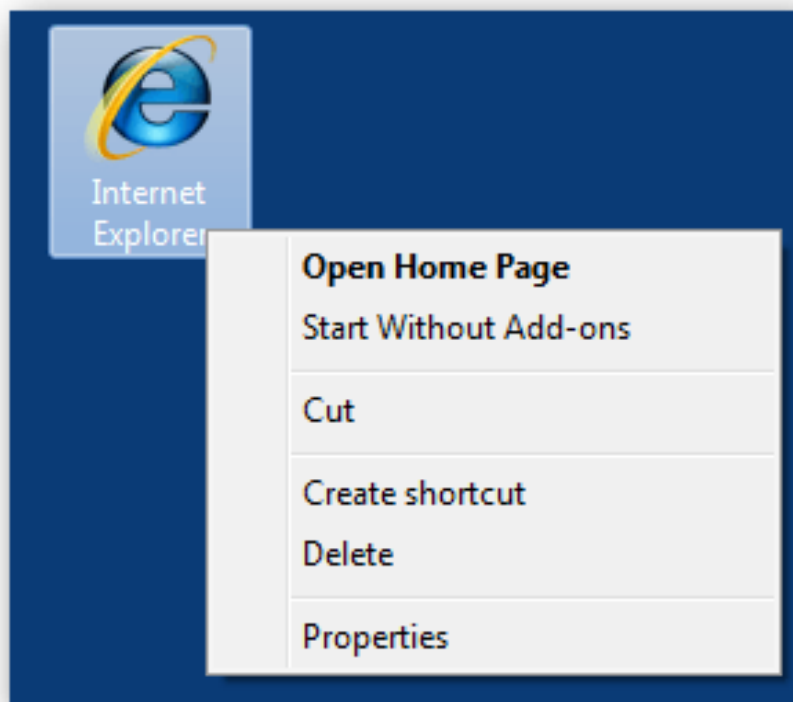 Internet
Explorer
Open Home Page
Start Without Add-ons
Cut
Create shortcut
Delete
Properties